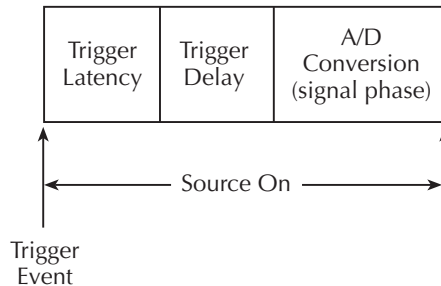 Trigger
Latency
Trigger
Delay
A/D
Conversion
(signal phase)
Source On
Trigger
Event